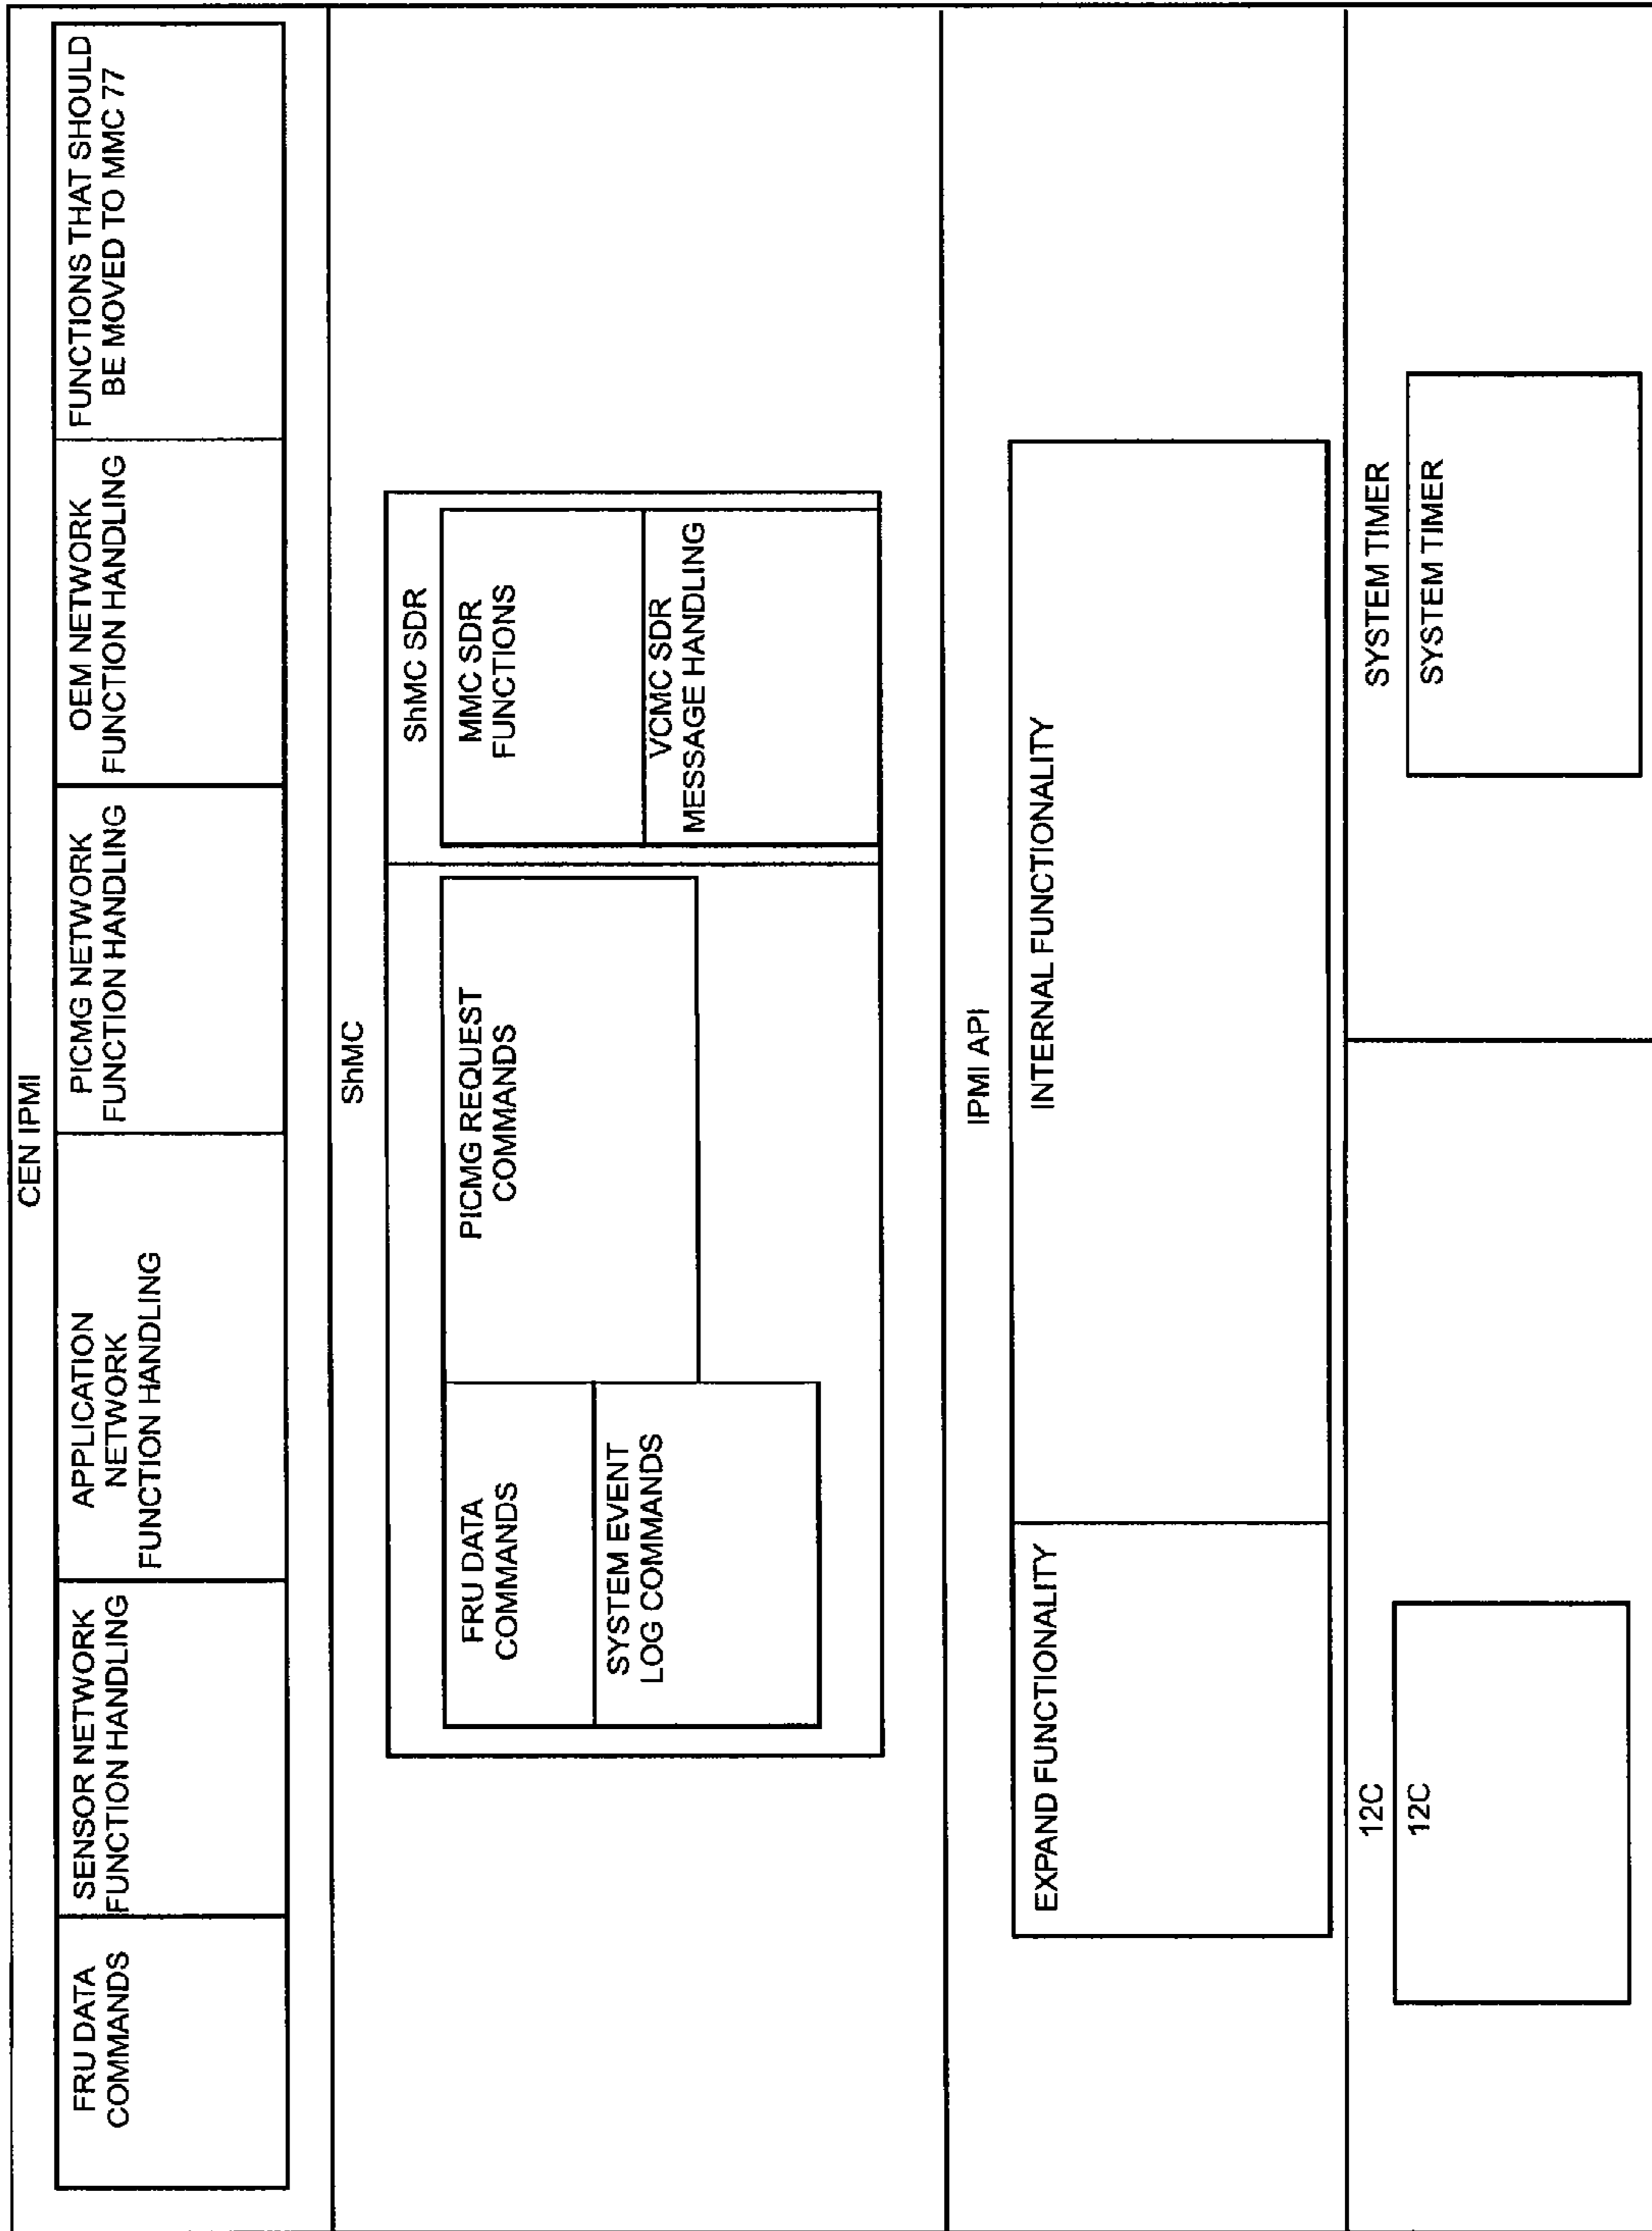 CEN IPMI
FRU DATA
COMMANDS
SENSOR NETWORK
FUNCTION HANDLING
APPLICATION
NETWORK
FUNCTION HANDLING
PICMG NETWORK
FUNCTION HANDLING
OEM NETWORK
FUNCTION HANDLING
FUNCTIONS THAT SHOULD
BE MOVED TO MMC 77
ShMC
FRU DATA
COMMANDS
SYSTEM EVENT
LOG COMMANDS
PICMG REQUEST
COMMANDS
ShMC SDR
MMC SDR
FUNCTIONS
VCMC SDR
MESSAGE HANDLING
IPMI API
EXPAND FUNCTIONALITY
INTERNAL FUNCTIONALITY
12C
12C
SYSTEM TIMER
SYSTEM TIMER